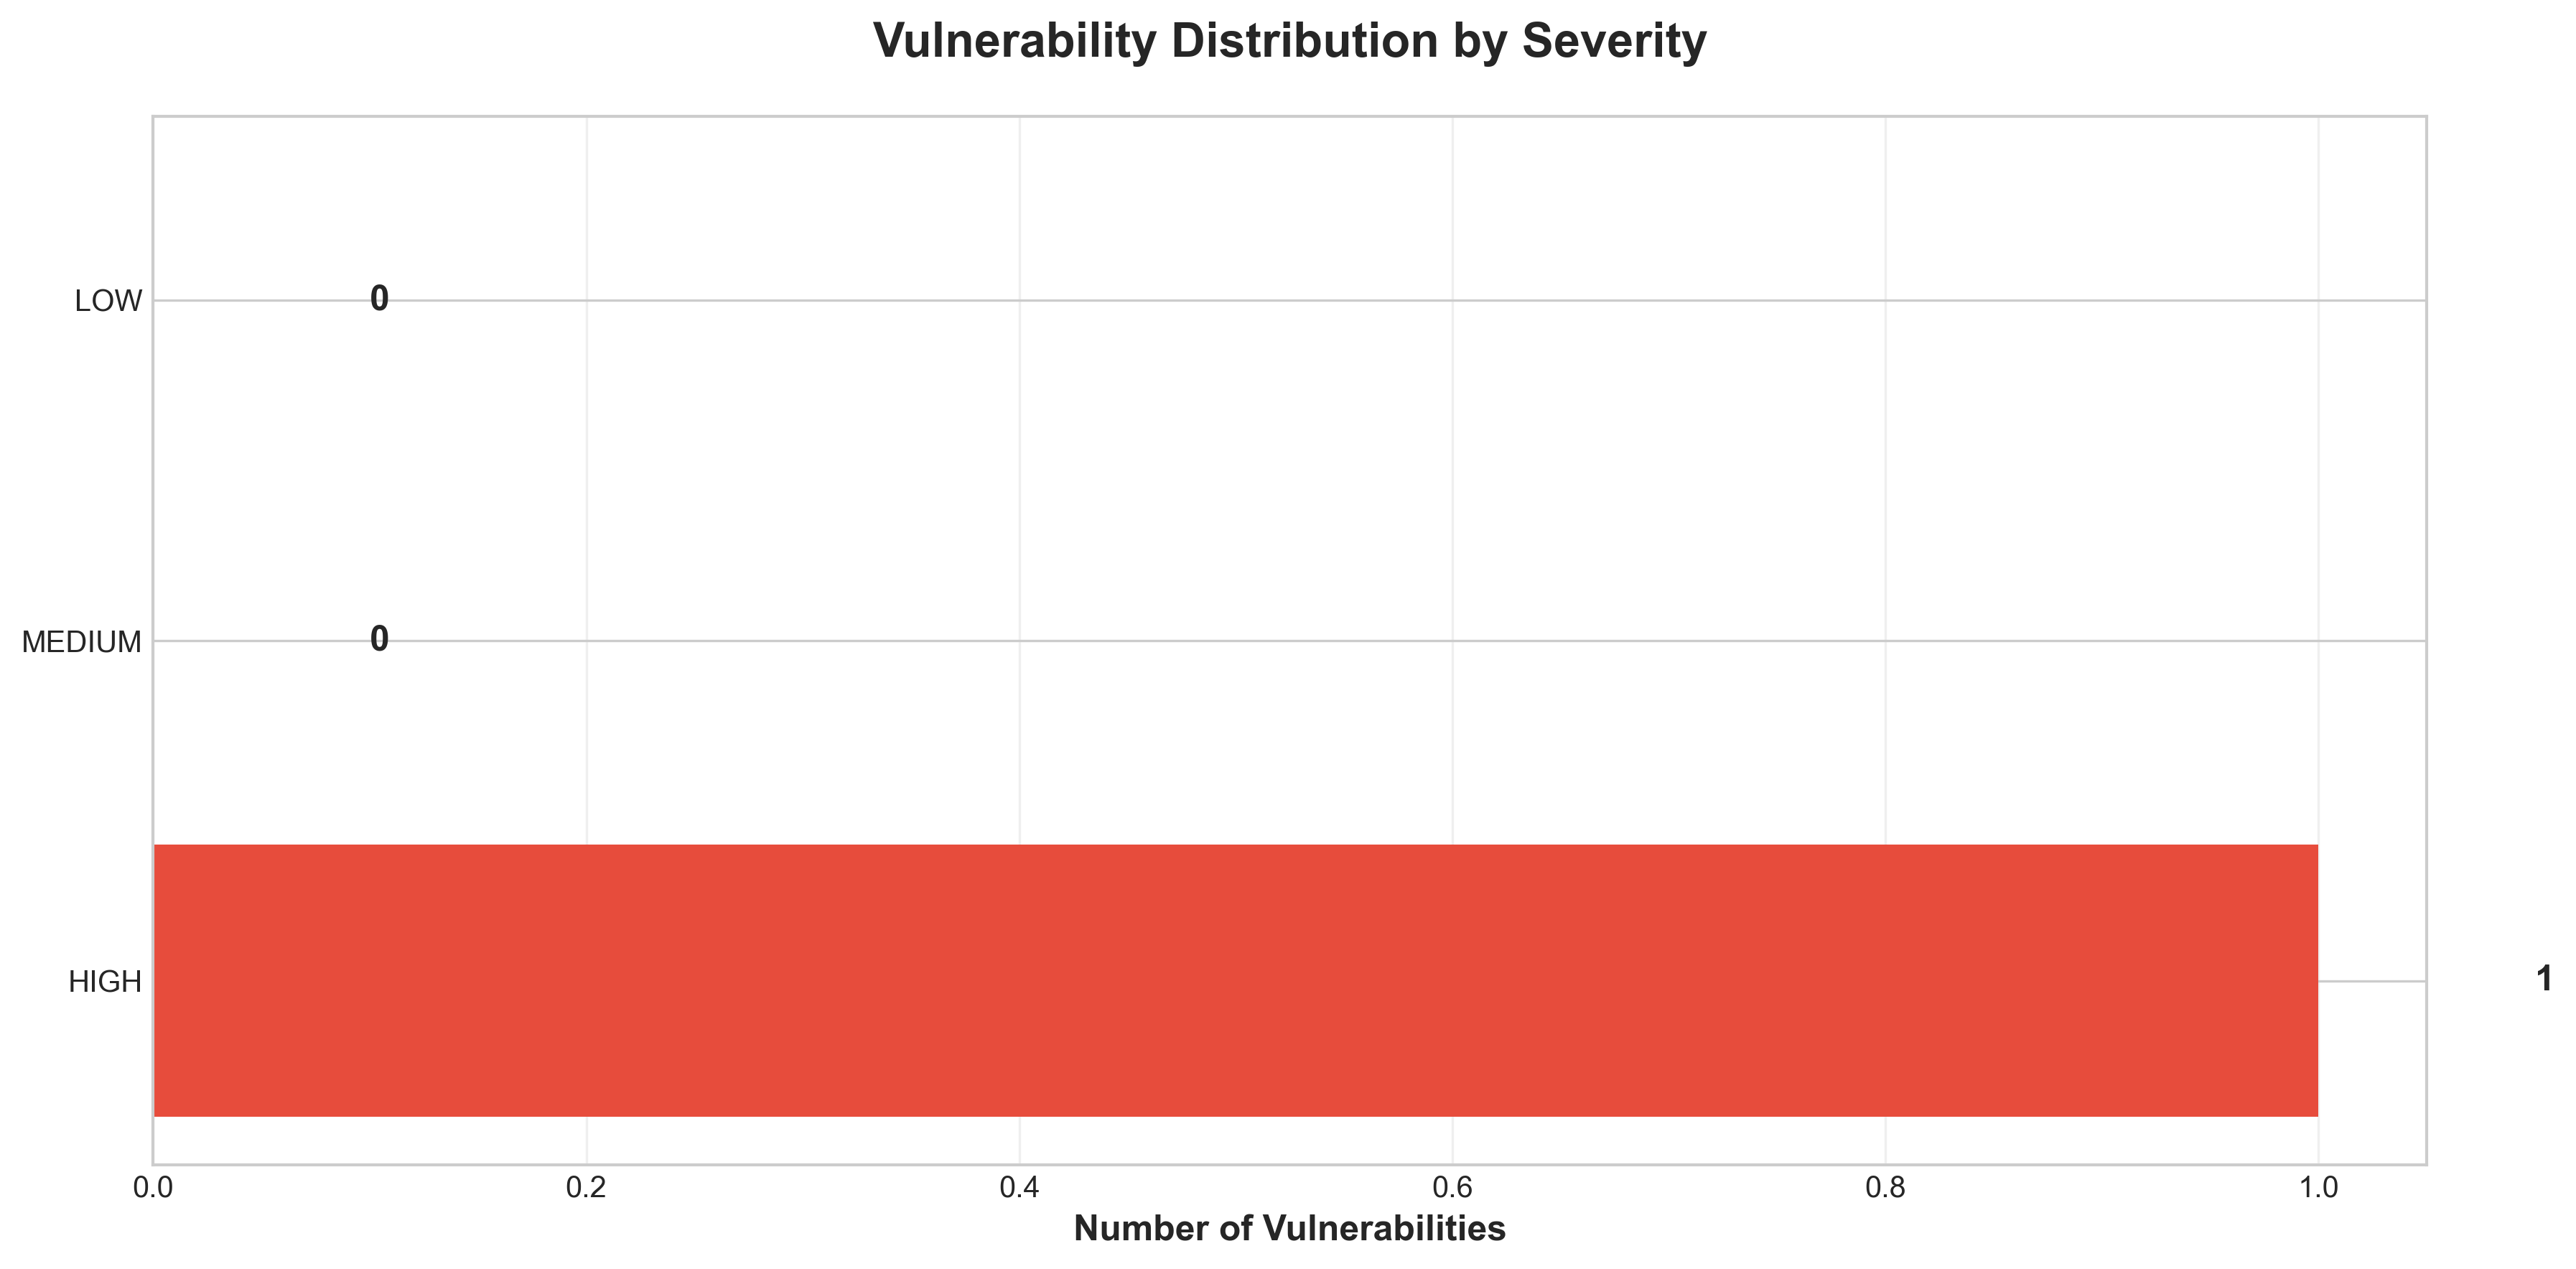 Vulnerability Distribution by Severity
LOW 0
MEDIUM 0
HIGH 1
0.0 0.2 0.4 0.6 0.8 1.0
Number of Vulnerabilities